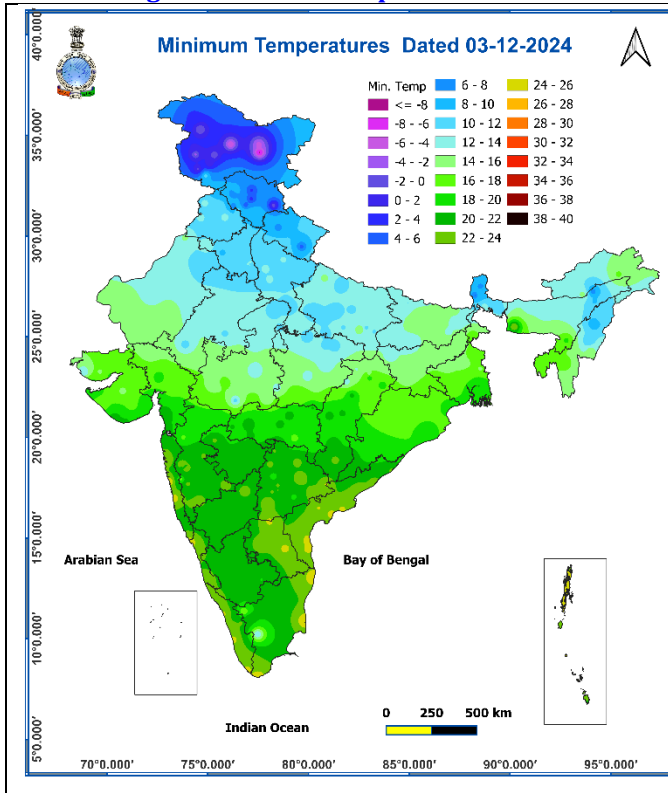 Minimum Temperatures Dated 03-12-2024
Min. Temp
<= -8
-8 - -6
-6 - -4
-4 - -2
-2 - 0
0 - 2
2 - 4
4 - 6
6 - 8
8 - 10
10 - 12
12 - 14
14 - 16
16 - 18
18 - 20
20 - 22
22 - 24
24 - 26
26 - 28
28 - 30
30 - 32
32 - 34
34 - 36
36 - 38
38 - 40
40°0.000'
35°0.000'
30°0.000'
25°0.000'
20°0.000'
15°0.000'
10°0.000'
5°0.000'
Arabian Sea
Bay of Bengal
Indian Ocean
0 250 500 km
70°0.000' 75°0.000' 80°0.000' 85°0.000' 90°0.000' 95°0.000'